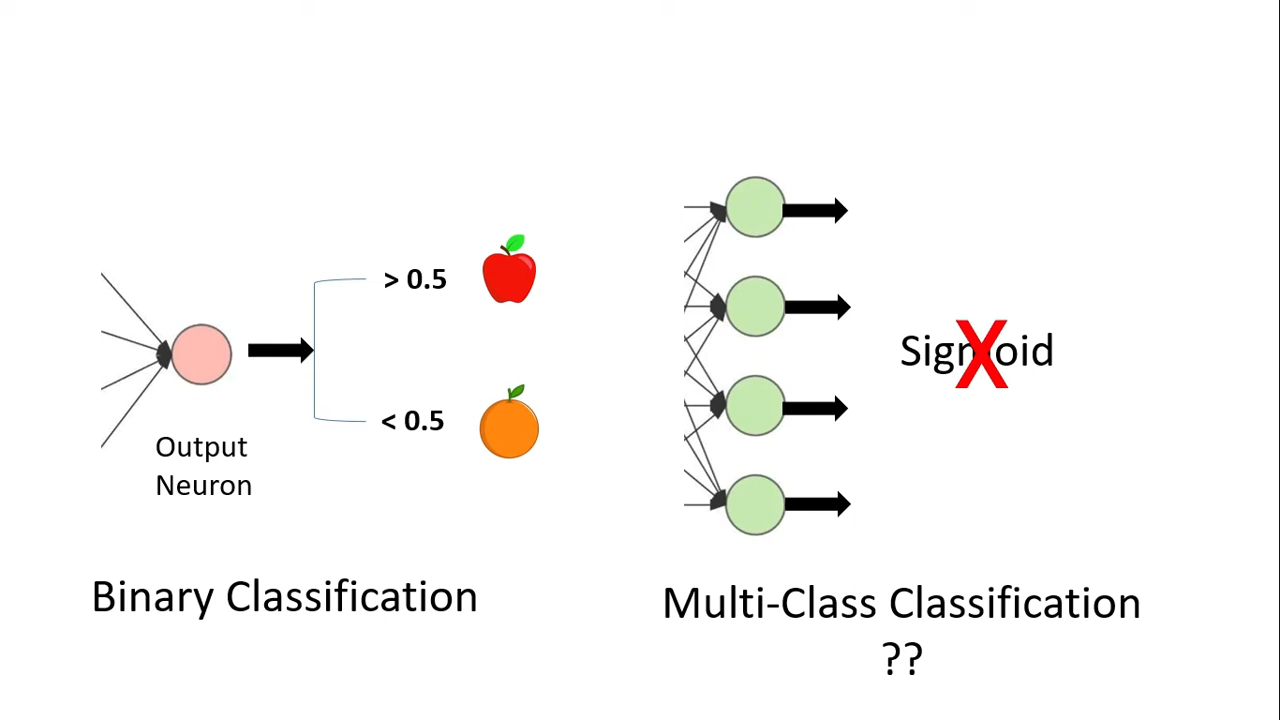 > 0.5
< 0.5
Output
Neuron
Binary Classification
Sigmoid
Multi-Class Classification
??